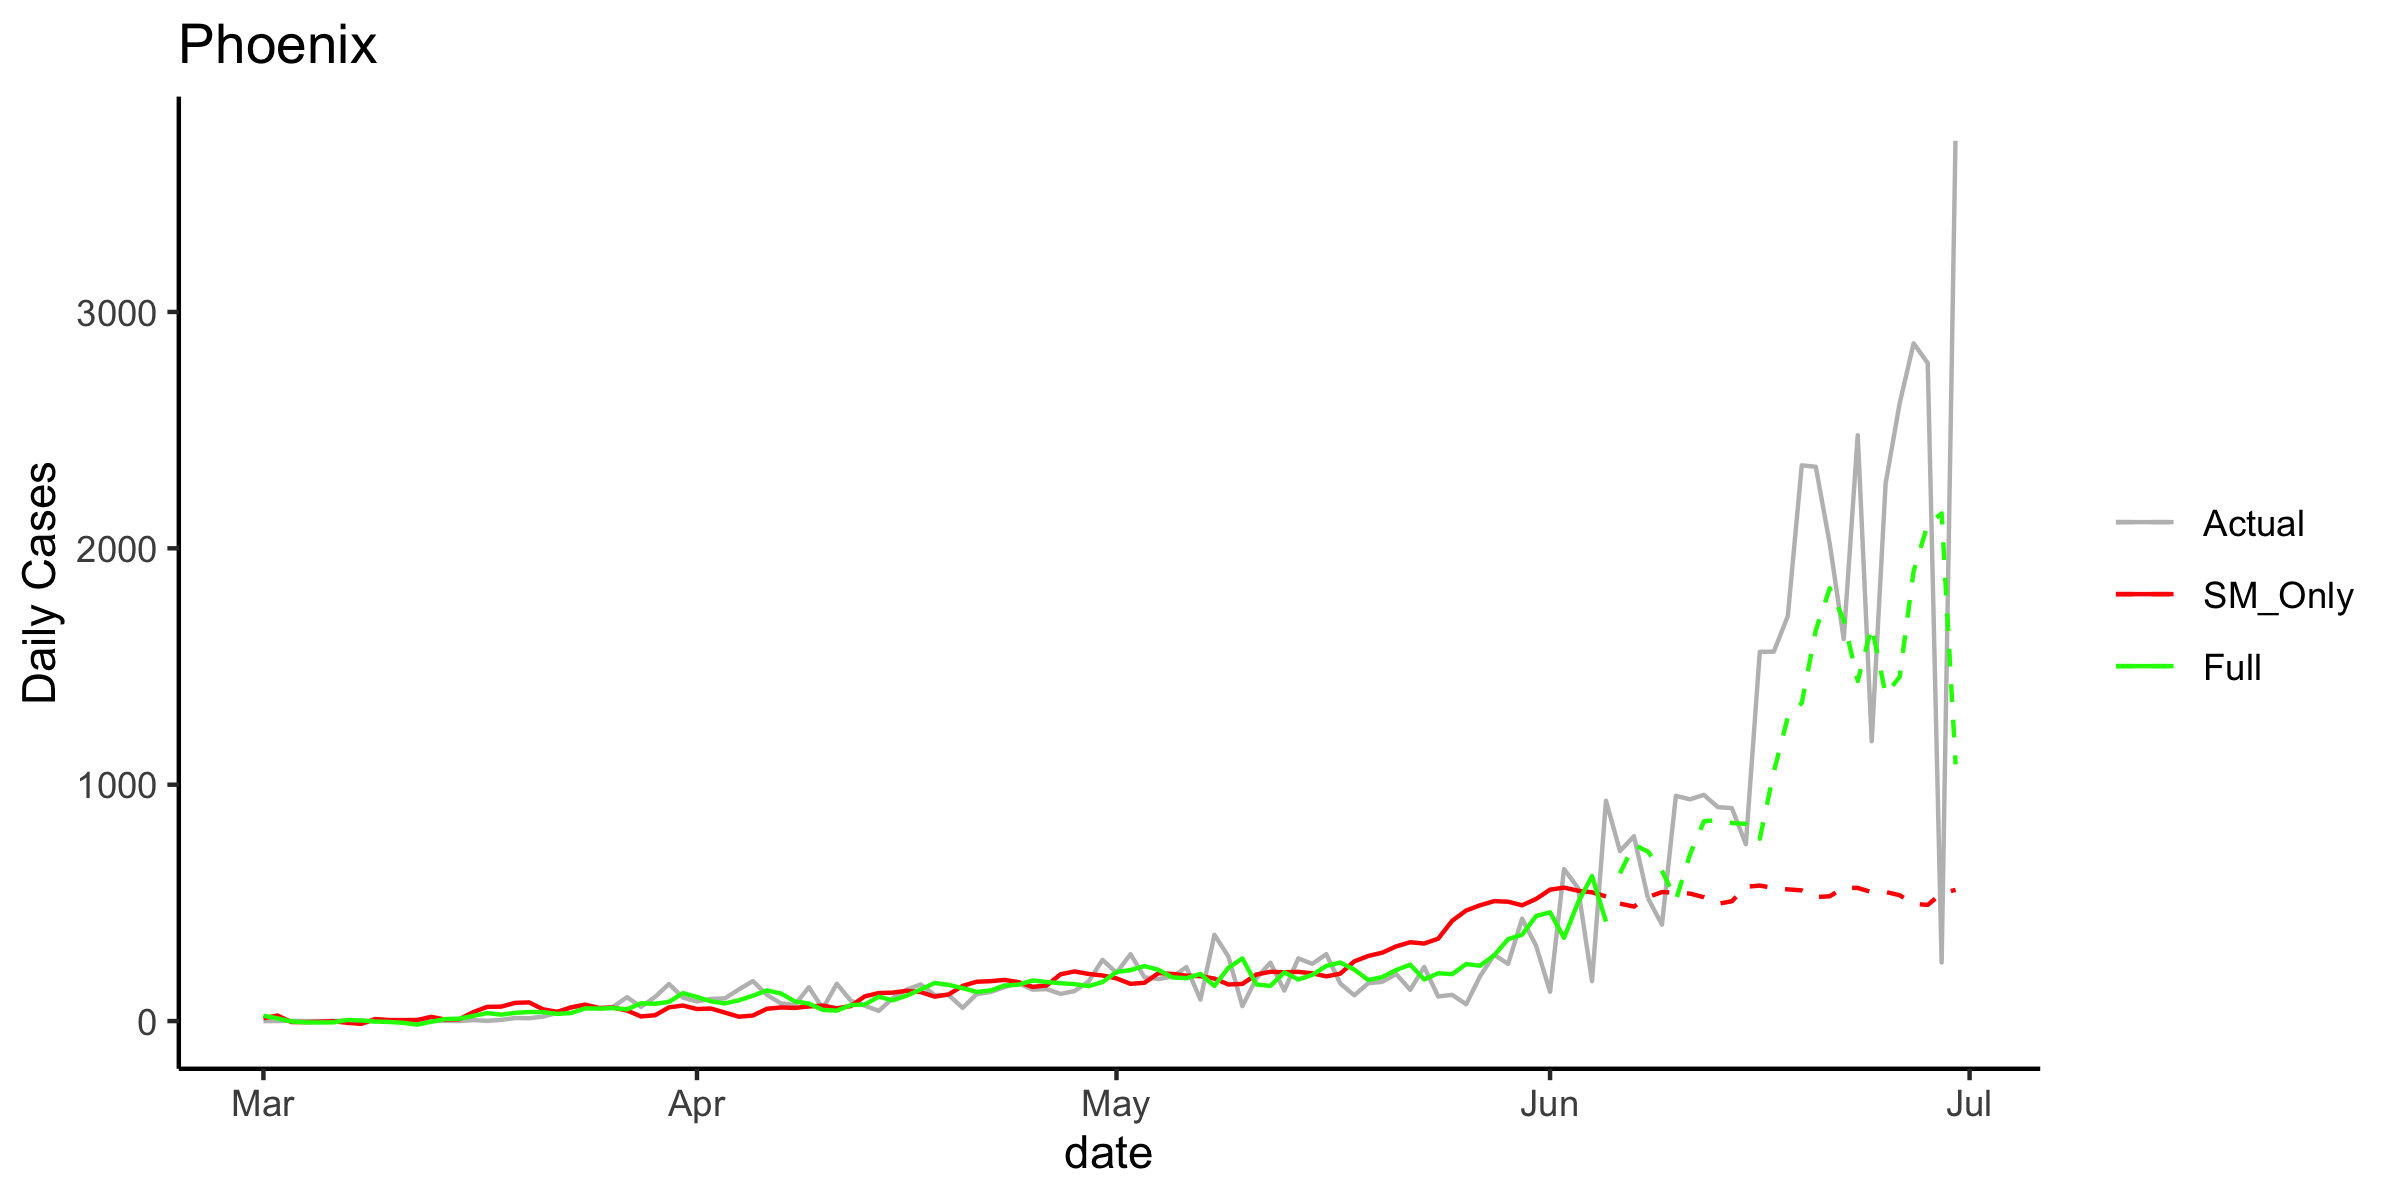 Phoenix
Daily Cases
3000
2000
1000
0
Mar
Apr
May
Jun
Jul
date
Actual
SM_Only
Full